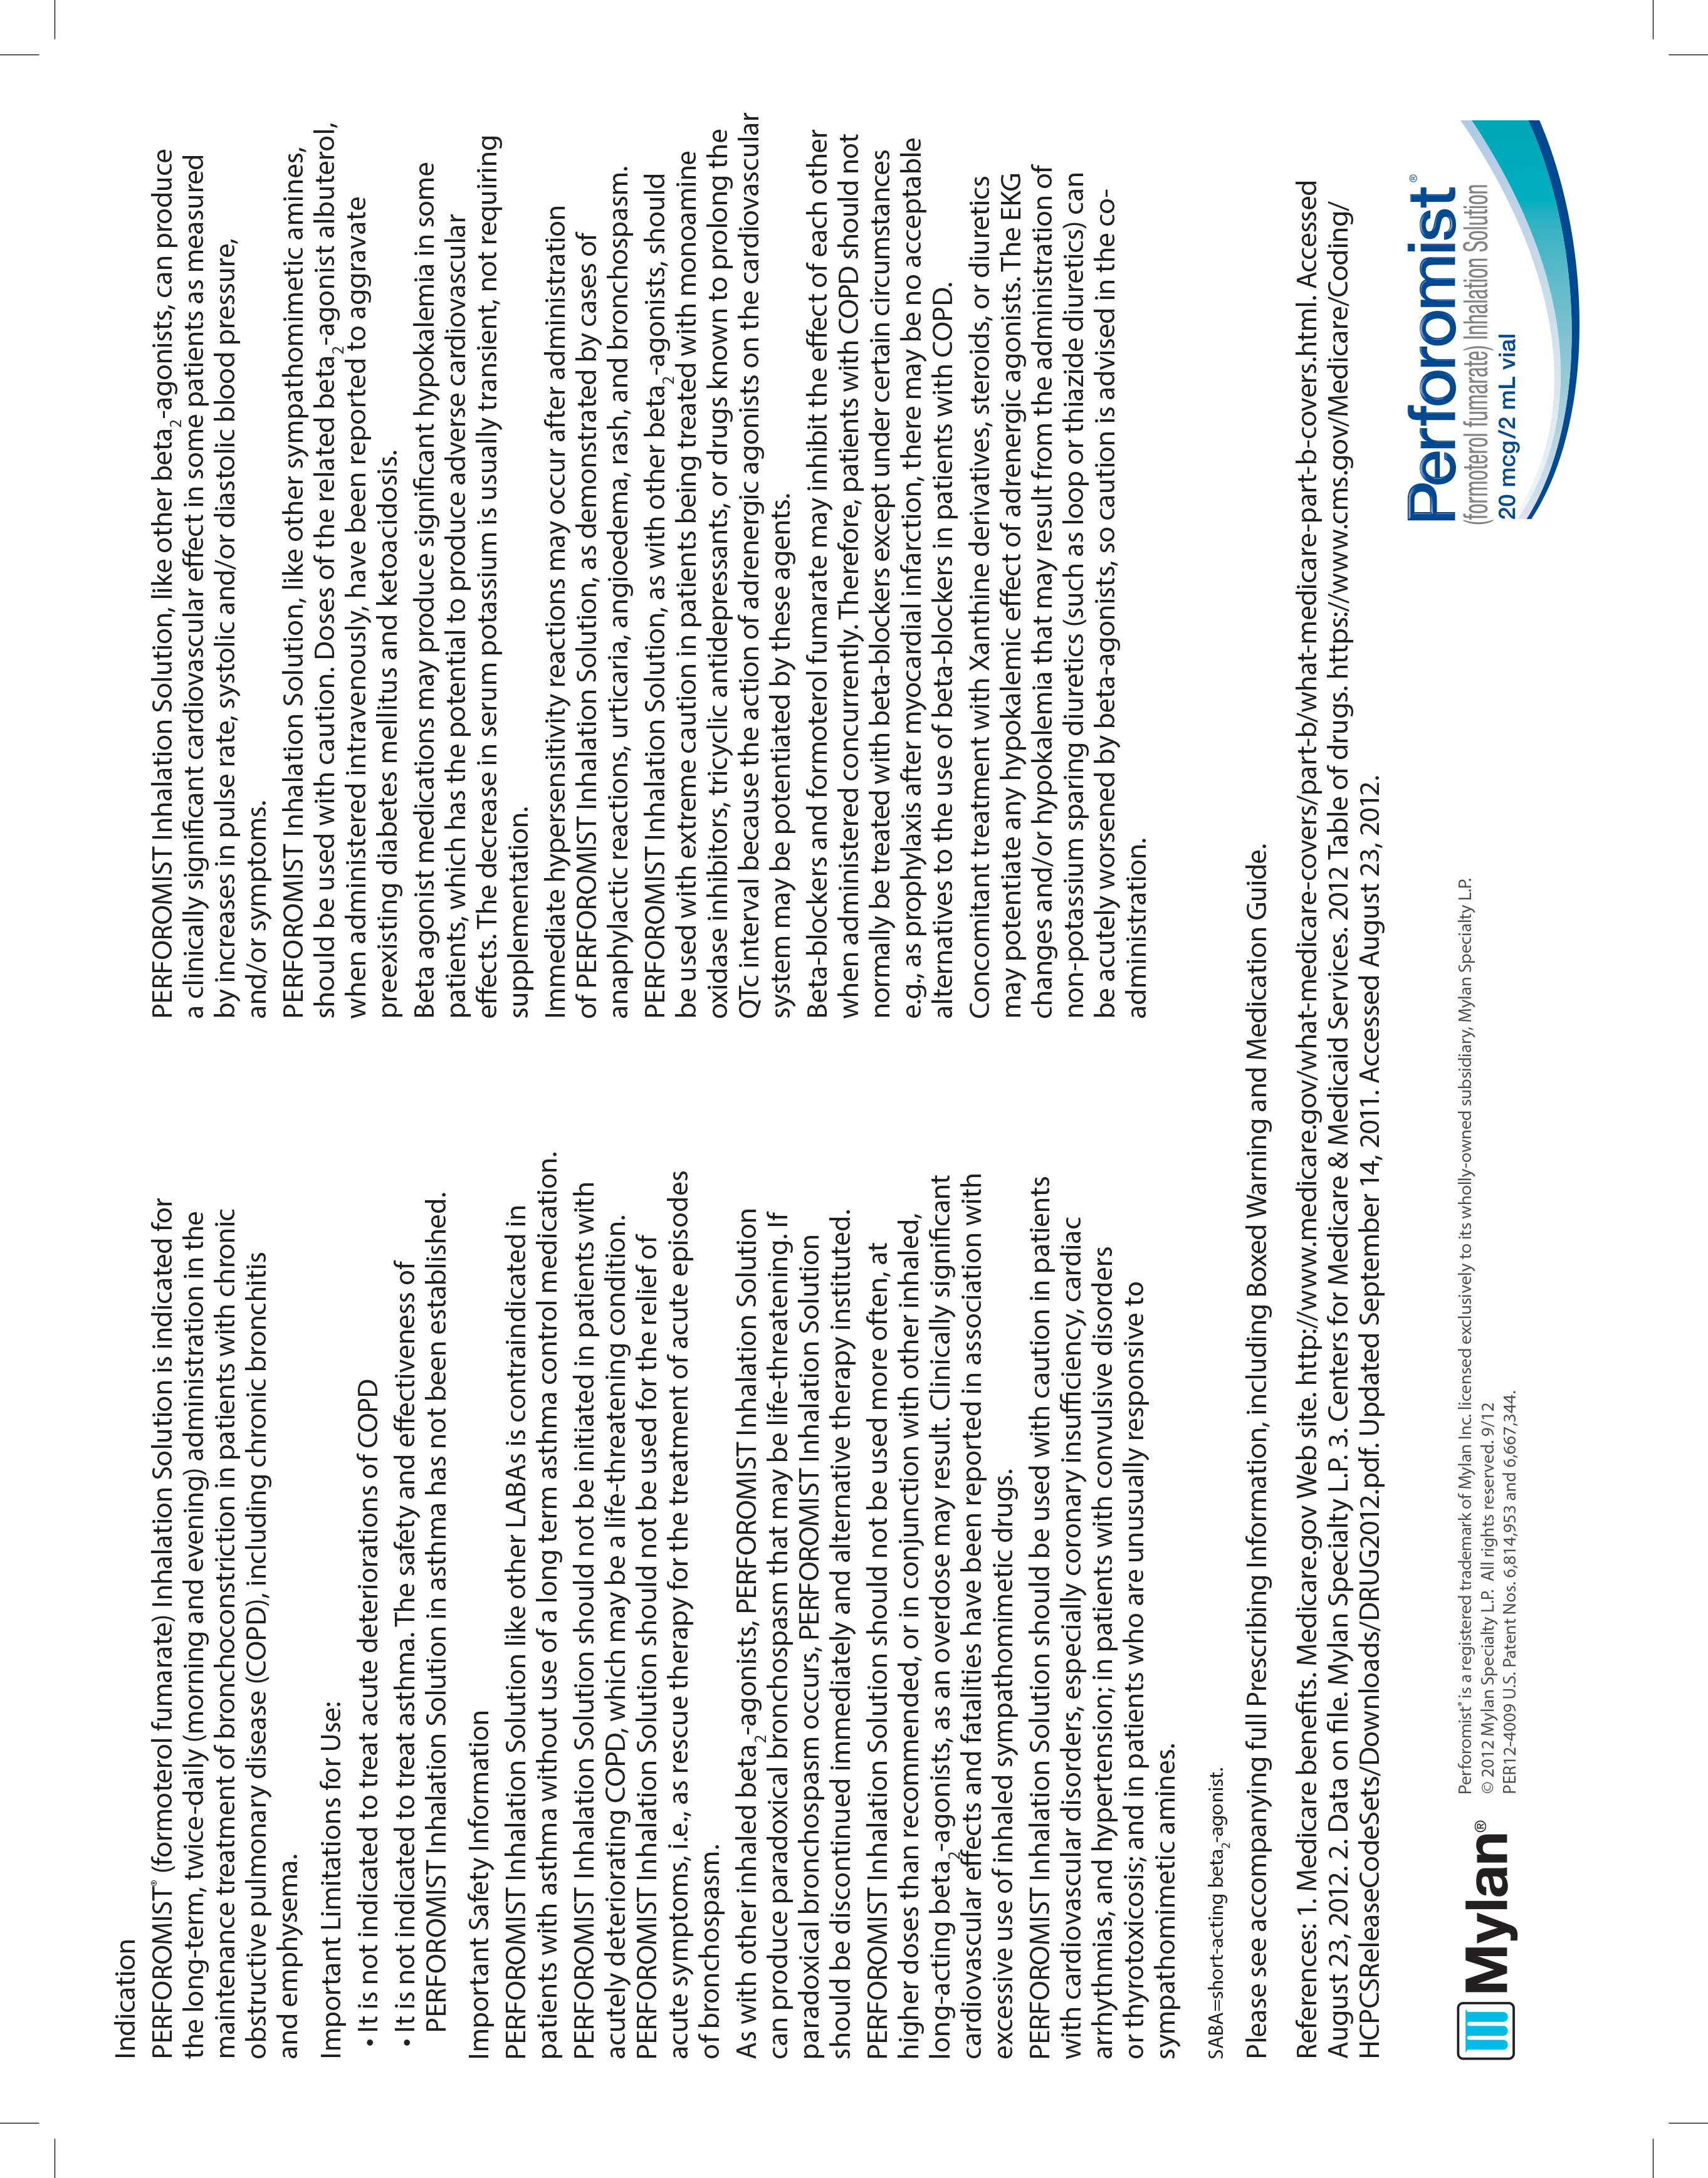 Indication
PERFOROMIST® (formoterol fumarate) Inhalation Solution is indicated for
the long-term, twice-daily (morning and evening) administration in the
maintenance treatment of bronchoconstriction in patients with chronic
obstructive pulmonary disease (COPD), including chronic bronchitis
and emphysema.
Important Limitations for Use:
• It is not indicated to treat acute deteriorations of COPD
• It is not indicated to treat asthma. The safety and effectiveness of
PERFOROMIST Inhalation Solution in asthma has not been established.
Important Safety Information
PERFOROMIST Inhalation Solution like other LABAs is contraindicated in
patients with asthma without use of a long term asthma control medication.
PERFOROMIST Inhalation Solution should not be initiated in patients with
acutely deteriorating COPD, which may be a life-threatening condition.
PERFOROMIST Inhalation Solution should not be used for the relief of
acute symptoms, i.e., as rescue therapy for the treatment of acute episodes
of bronchospasm.
As with other inhaled beta2-agonists, PERFOROMIST Inhalation Solution
can produce paradoxical bronchospasm that may be life-threatening. If
paradoxical bronchospasm occurs, PERFOROMIST Inhalation Solution
should be discontinued immediately and alternative therapy instituted.
PERFOROMIST Inhalation Solution should not be used more often, at
higher doses than recommended, or in conjunction with other inhaled,
long-acting beta2-agonists, as an overdose may result. Clinically significant
cardiovascular effects and fatalities have been reported in association with
excessive use of inhaled sympathomimetic drugs.
PERFOROMIST Inhalation Solution should be used with caution in patients
with cardiovascular disorders, especially coronary insufficiency, cardiac
arrhythmias, and hypertension; in patients with convulsive disorders
or thyrotoxicosis; and in patients who are unusually responsive to
sympathomimetic amines.
PERFOROMIST Inhalation Solution, like other beta2-agonists, can produce
a clinically significant cardiovascular effect in some patients as measured
by increases in pulse rate, systolic and/or diastolic blood pressure,
and/or symptoms.
PERFOROMIST Inhalation Solution, like other sympathomimetic amines,
should be used with caution. Doses of the related beta2-agonist albuterol,
when administered intravenously, have been reported to aggravate
preexisting diabetes mellitus and ketoacidosis.
Beta agonist medications may produce significant hypokalemia in some
patients, which has the potential to produce adverse cardiovascular
effects. The decrease in serum potassium is usually transient, not requiring
supplementation.
Immediate hypersensitivity reactions may occur after administration
of PERFOROMIST Inhalation Solution, as demonstrated by cases of
anaphylactic reactions, urticaria, angioedema, rash, and bronchospasm.
PERFOROMIST Inhalation Solution, as with other beta2-agonists, should
be used with extreme caution in patients being treated with monoamine
oxidase inhibitors, tricyclic antidepressants, or drugs known to prolong the
QTc interval because the action of adrenergic agonists on the cardiovascular
system may be potentiated by these agents.
Beta-blockers and formoterol fumarate may inhibit the effect of each other
when administered concurrently. Therefore, patients with COPD should not
normally be treated with beta-blockers except under certain circumstances
e.g., as prophylaxis after myocardial infarction, there may be no acceptable
alternatives to the use of beta-blockers in patients with COPD.
Concomitant treatment with Xanthine derivatives, steroids, or diuretics
may potentiate any hypokalemic effect of adrenergic agonists. The EKG
changes and/or hypokalemia that may result from the administration of
non-potassium sparing diuretics (such as loop or thiazide diuretics) can
be acutely worsened by beta-agonists, so caution is advised in the co-
administration.
SABA=short-acting beta2-agonist.
Please see accompanying full Prescribing Information, including Boxed Warning and Medication Guide.
References: 1. Medicare benefits. Medicare.gov Web site. http://www.medicare.gov/what-medicare-covers/part-b/what-medicare-part-b-covers.html. Accessed
August 23, 2012. 2. Data on file. Mylan Specialty L.P. 3. Centers for Medicare & Medicaid Services. 2012 Table of drugs. https://www.cms.gov/Medicare/Coding/
HCPCSReleaseCodeSets/Downloads/DRUG2012.pdf. Updated September 14, 2011. Accessed August 23, 2012.
Mylan®
Perforomist® is a registered trademark of Mylan Inc. licensed exclusively to its wholly-owned subsidiary, Mylan Specialty L.P.
© 2012 Mylan Specialty L.P. All rights reserved. 9/12
PER12-4009 U.S. Patent Nos. 6,814,953 and 6,667,344.
Perforomist®
(formoterol fumarate) Inhalation Solution
20 mcg/2 mL vial